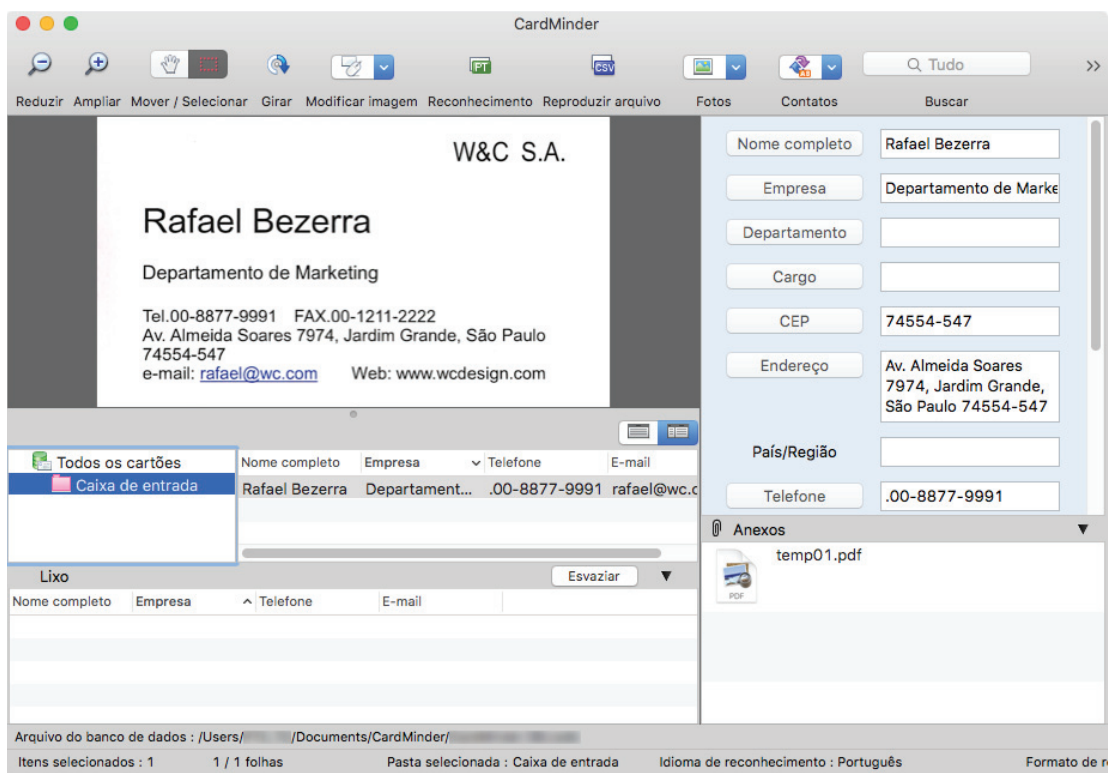 CardMinder
PT
CSV
Tudo
Reduzir Ampliar Mover / Selecionar Girar Modificar imagem Reconhecimento Reproduzir arquivo Fotos Contatos Buscar
W&C S.A.
Rafael Bezerra
Departamento de Marketing
Tel.00-8877-9991 FAX.00-1211-2222
Av. Almeida Soares 7974, Jardim Grande, São Paulo
74554-547
e-mail: rafael@wc.com Web: www.wcdesign.com
Nome completo Rafael Bezerra
Empresa Departamento de Marke
Departamento
Cargo
CEP 74554-547
Endereço Av. Almeida Soares
7974, Jardim Grande,
São Paulo 74554-547
País/Região
Telefone .00-8877-9991
Todos os cartões
Caixa de entrada
Nome completo Empresa Telefone E-mail
Rafael Bezerra Department... .00-8877-9991 rafael@wc.c
Anexos
temp01.pdf
PDF
Lixo Esvaziar
Nome completo Empresa Telefone E-mail
Arquivo do banco de dados : /Users/ /Documents/CardMinder/
Itens selecionados : 1 1 / 1 folhas Pasta selecionada : Caixa de entrada Idioma de reconhecimento : Português Formato de r